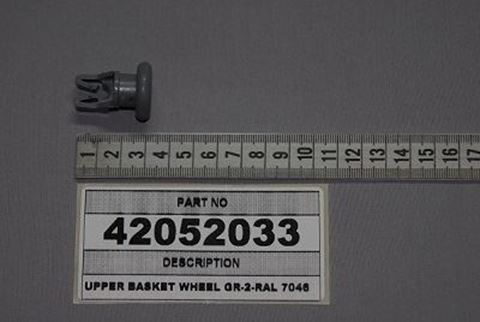 1 2 3 4 5 6 7 8 9 10 11 12 13 14 15 16 17
PART NO
42052033
DESCRIPTION
UPPER BASKET WHEEL GR-2-RAL 7046